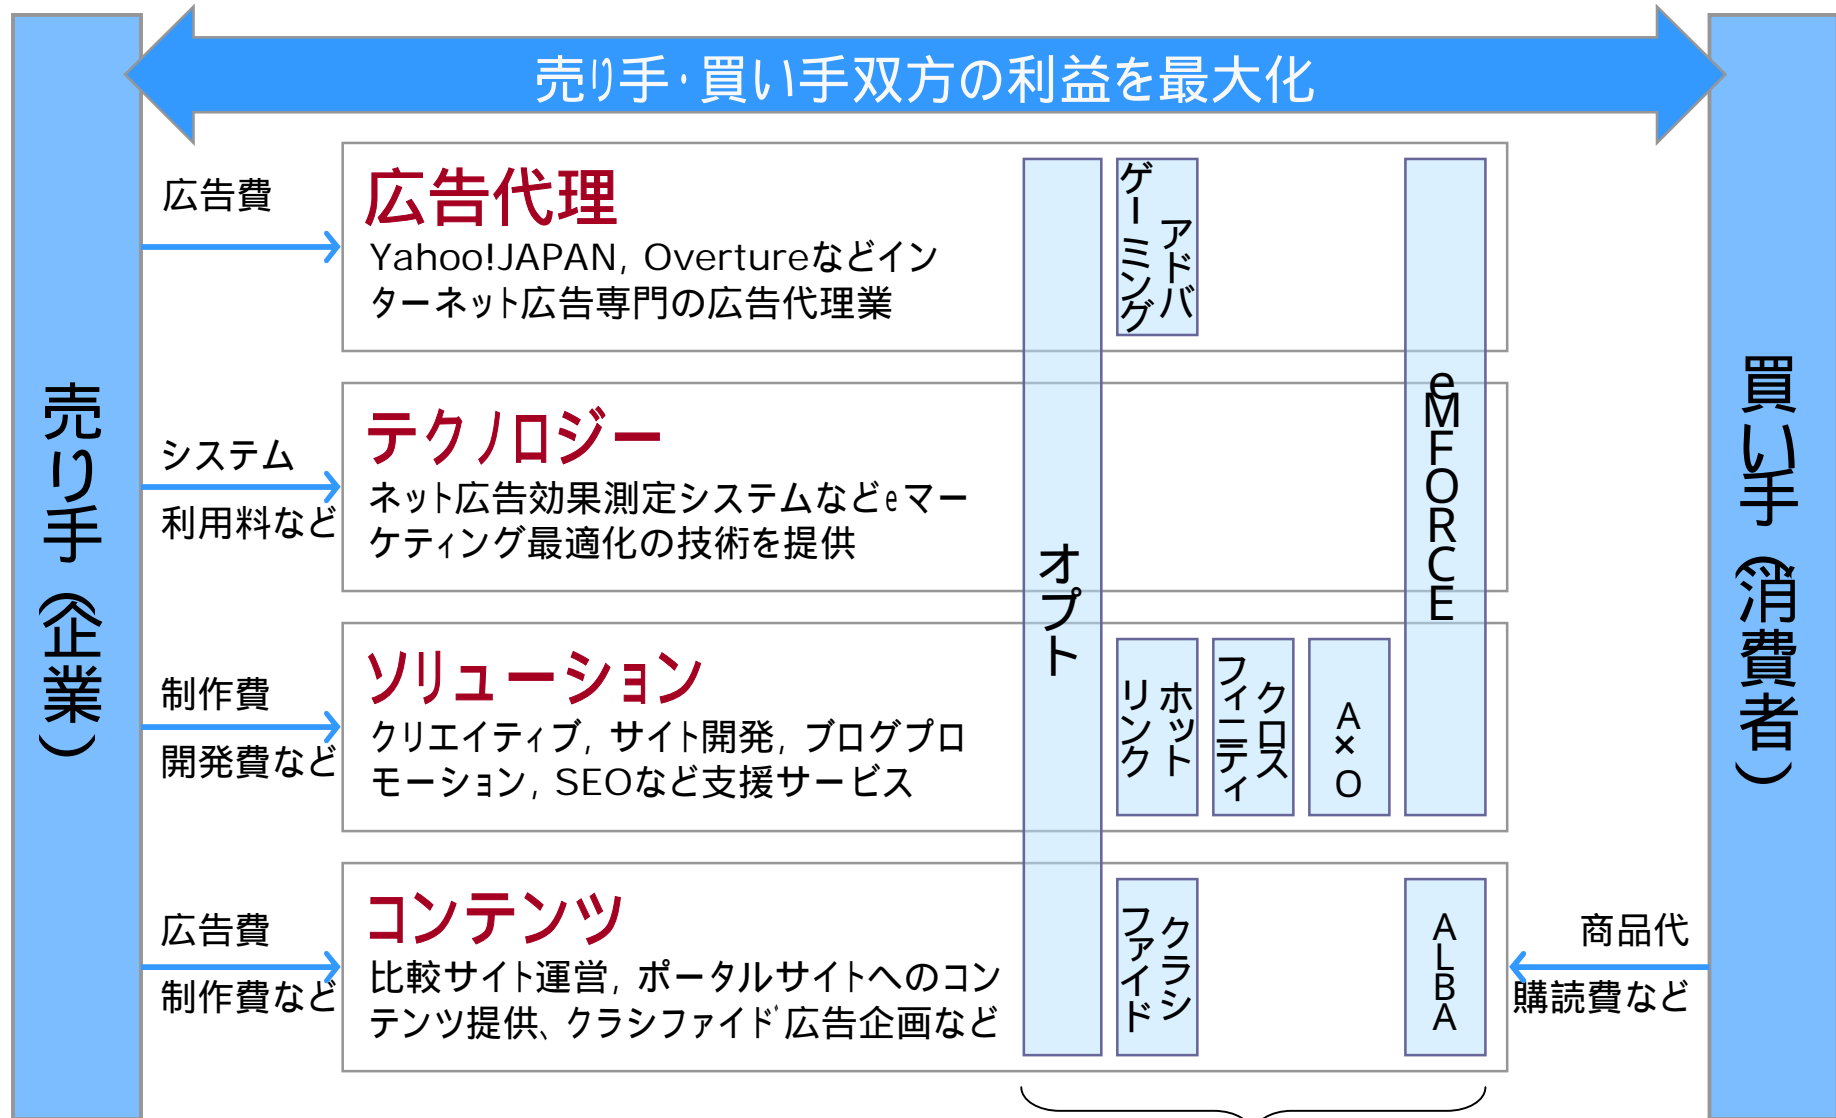 売り手・買い手双方の利益を最大化
売り手（企業）
買い手（消費者）
広告費
広告代理
Yahoo!JAPAN, Overtureなどイン
ターネット広告専門の広告代理業
システム
利用料など
テクノロジー
ネット広告効果測定システムなどeマー
ケティング最適化の技術を提供
制作費
開発費など
ソリューション
クリエイティブ, サイト開発, ブログプロ
モーション, SEOなど支援サービス
広告費
制作費など
コンテンツ
比較サイト運営, ポータルサイトへのコン
テンツ提供、クラシファイド広告企画など
オプト
アドバ
ゲーミング
eMFORCE
ホット
リンク
クロス
フィニティ
A×O
クラシ
ファイド
ALBA
商品代
購読費など